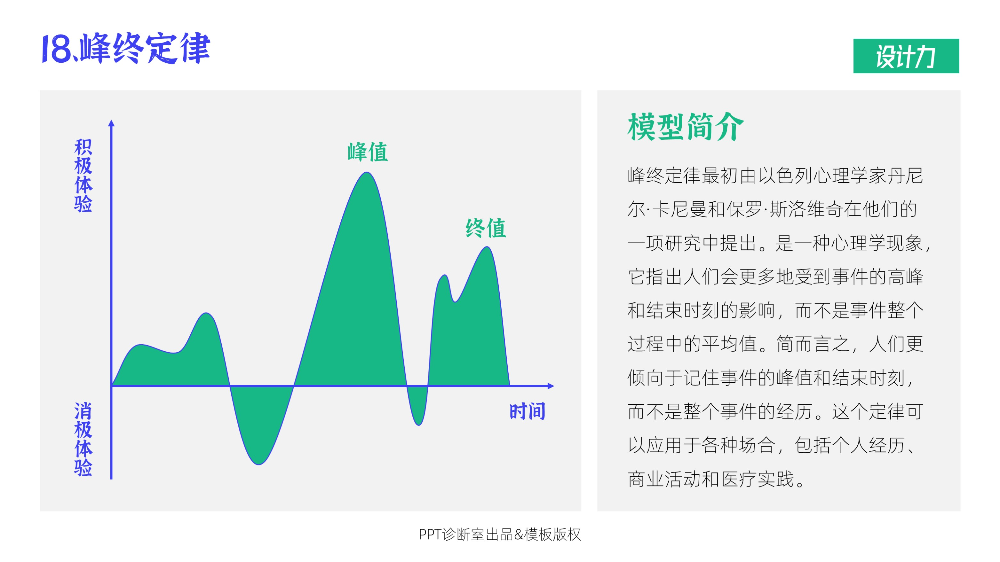 18.峰终定律
设计力
积极体验
峰值
终值
时间
消极体验
模型简介
峰终定律最初由以色列心理学家丹尼
尔·卡尼曼和保罗·斯洛维奇在他们的
一项研究中提出。是一种心理学现象，
它指出人们会更多地受到事件的高峰
和结束时刻的影响，而不是事件整个
过程中的平均值。简而言之，人们更
倾向于记住事件的峰值和结束时刻，
而不是整个事件的经历。这个定律可
以应用于各种场合，包括个人经历、
商业活动和医疗实践。
PPT诊断室出品&模板版权